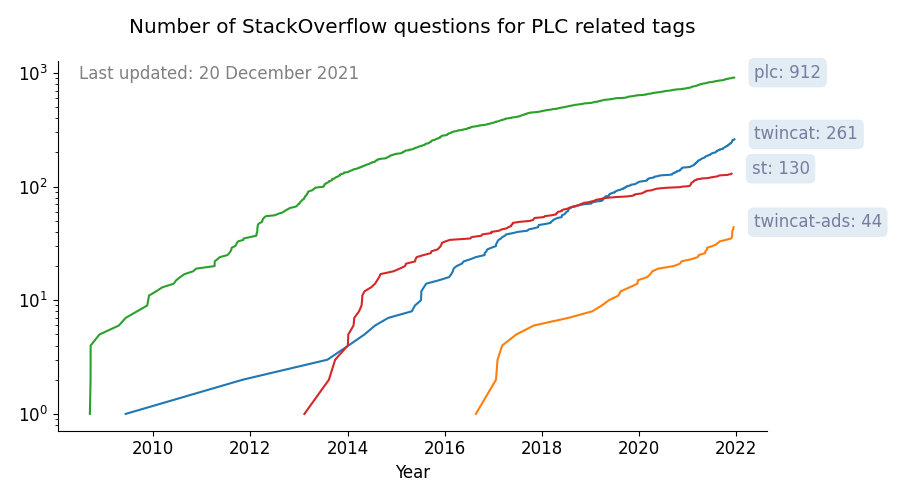 Number of StackOverflow questions for PLC related tags
Last updated: 20 December 2021
10³
10²
10¹
10⁰
plc: 912
twincat: 261
st: 130
twincat-ads: 44
2010 2012 2014 2016 2018 2020 2022
Year